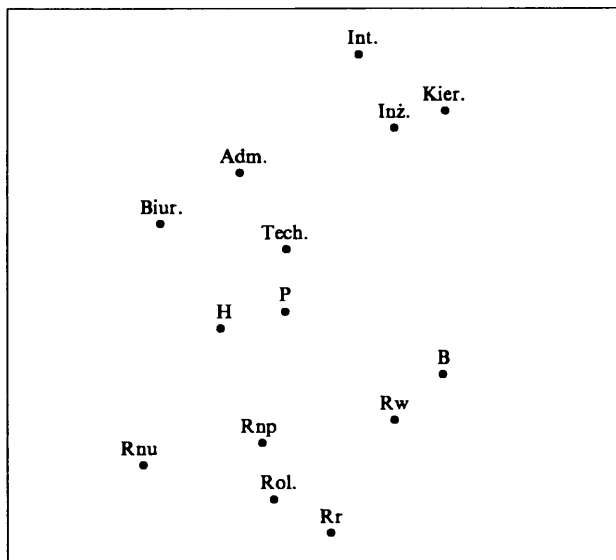 Int.
Kier.
Inż.
Adm.
Biur.
Tech.
P
H
B
Rw
Rnp
Rnu
Rol.
Rr